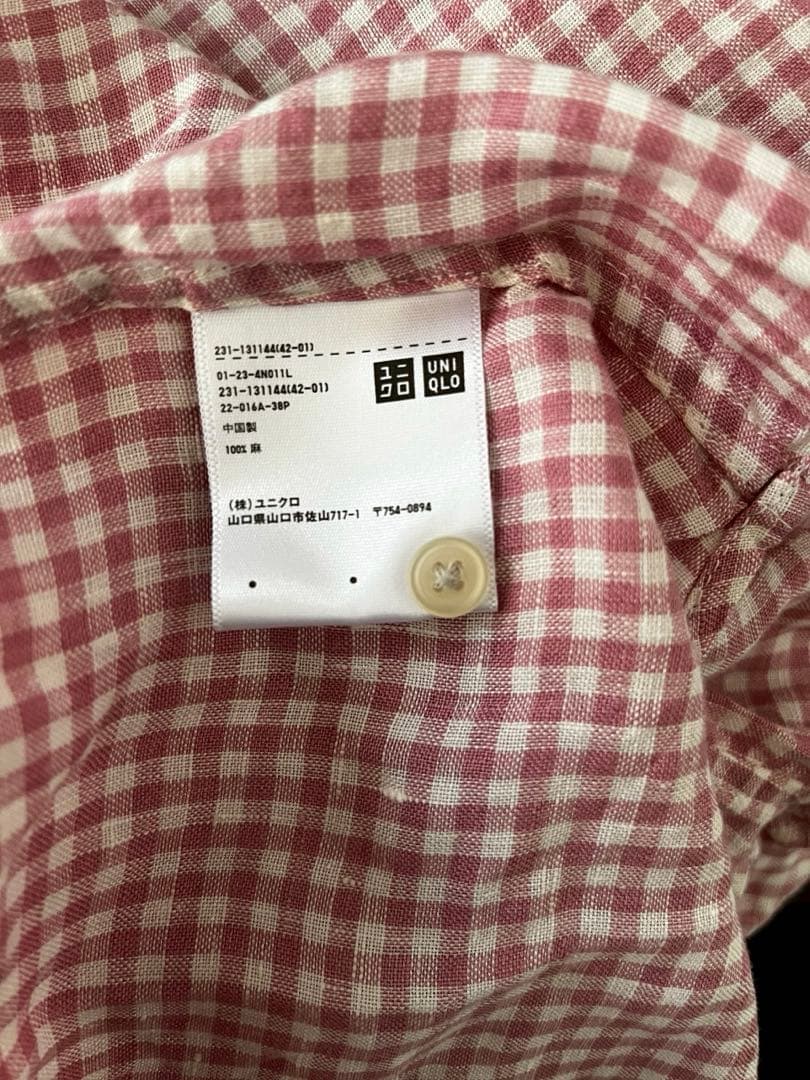 231-131144(42-01)
01-23-4N011L
231-131144(42-01)
22-016A-38P
ユニ
クロ
UNI
QLO
中国製
100% 麻
(株)ユニクロ
山口県山口市佐山717-1 〒754-0894